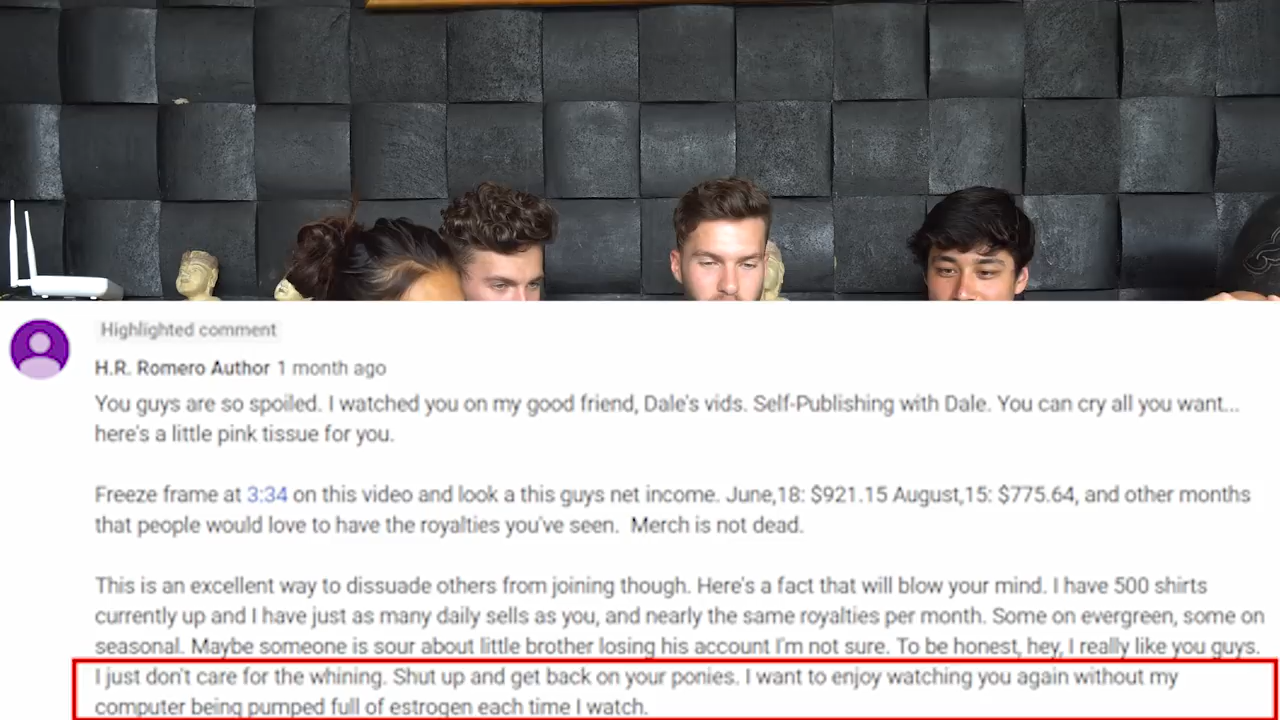 Highlighted comment
H.R. Romero Author 1 month ago
You guys are so spoiled. I watched you on my good friend, Dale's vids. Self-Publishing with Dale. You can cry all you want...
here's a little pink tissue for you.
Freeze frame at 3:34 on this video and look a this guys net income. June,18: $921.15 August,15: $775.64, and other months
that people would love to have the royalties you've seen. Merch is not dead.
This is an excellent way to dissuade others from joining though. Here's a fact that will blow your mind. I have 500 shirts
currently up and I have just as many daily sells as you, and nearly the same royalties per month. Some on evergreen, some on
seasonal. Maybe someone is sour about little brother losing his account I'm not sure. To be honest, hey, I really like you guys.
I just don't care for the whining. Shut up and get back on your ponies. I want to enjoy watching you again without my
computer being pumped full of estrogen each time I watch.